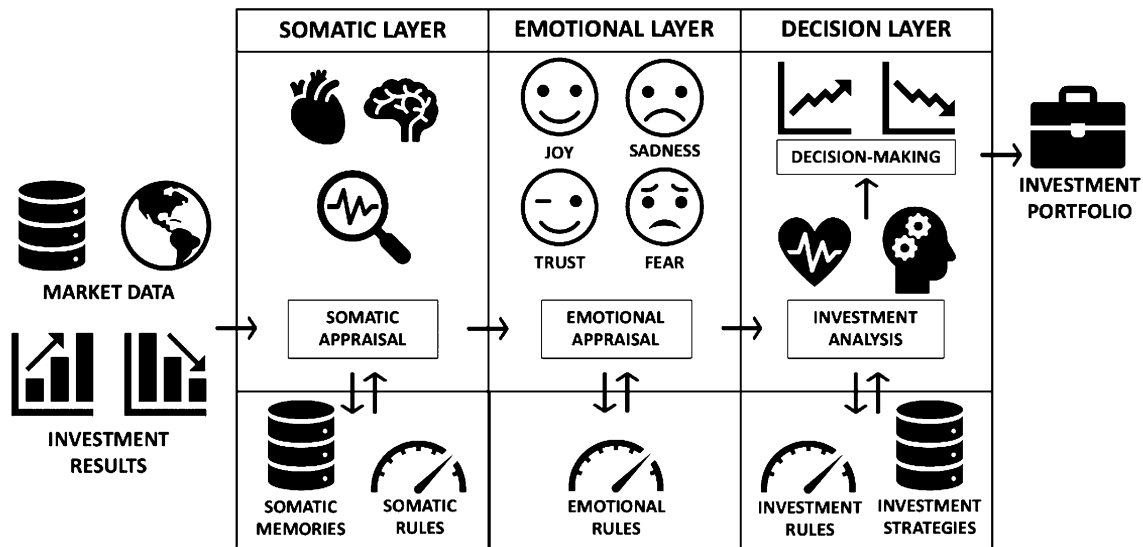 SOMATIC LAYER
EMOTIONAL LAYER
DECISION LAYER
JOY
SADNESS
TRUST
FEAR
DECISION-MAKING
INVESTMENT
PORTFOLIO
MARKET DATA
SOMATIC
APPRAISAL
EMOTIONAL
APPRAISAL
INVESTMENT
ANALYSIS
INVESTMENT
RESULTS
SOMATIC
MEMORIES
SOMATIC
RULES
EMOTIONAL
RULES
INVESTMENT
RULES
INVESTMENT
STRATEGIES